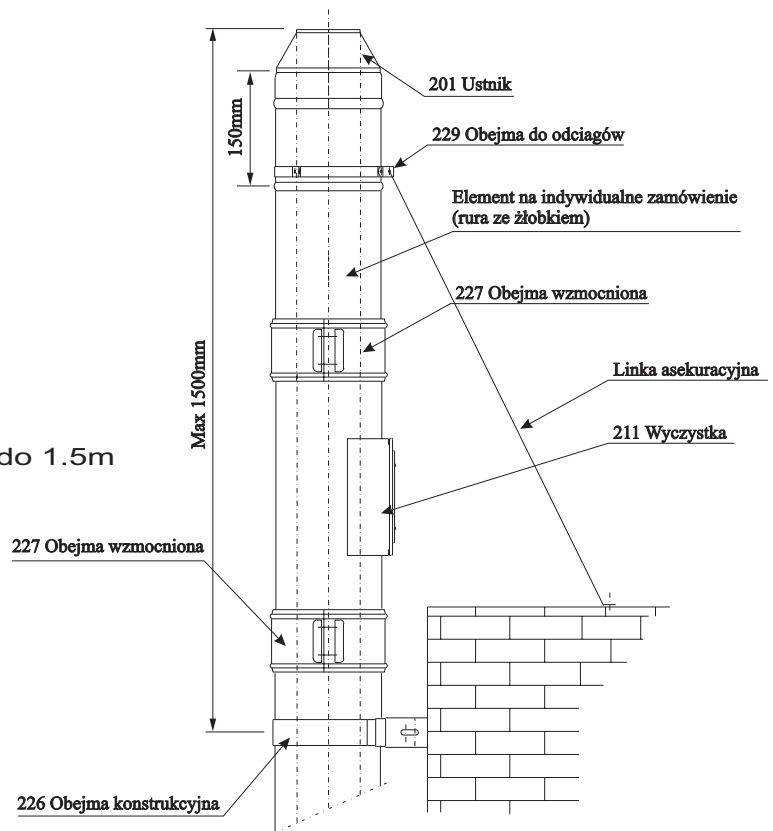 201 Ustnik
150mm
229 Obejma do odciagów
Element na indywidualne zamówienie
(rura ze żłobkiem)
227 Obejma wzmocniona
Linka asekuracyjna
Max 1500mm
211 Wyczystka
do 1.5m
227 Obejma wzmocniona
226 Obejma konstrukcyjna